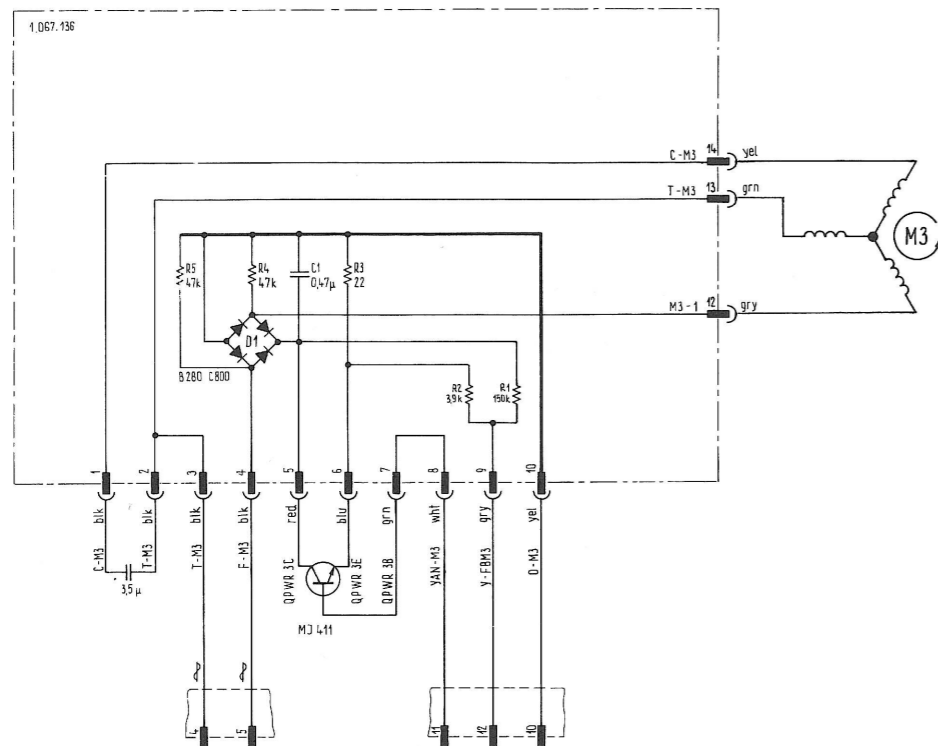 1.067.136
C-M3 14 yel
T-M3 13 grn
M3
R5 47k
R4 47k
C1 0,47µ
R3 22
M3-1 12 gry
D1
B280 C800
R2 3,9k
R1 150k
1 2 3 4 5 6 7 8 9 10
blk blk blk blk red blu grn wht gry yel
C-M3 T-M3 T-M3 F-M3 QPWR 3C QPWR 3E QPWR 3B YAN-M3 Y-FBM3 0-M3
3,5µ
MJ 411
4 5 11 12 10